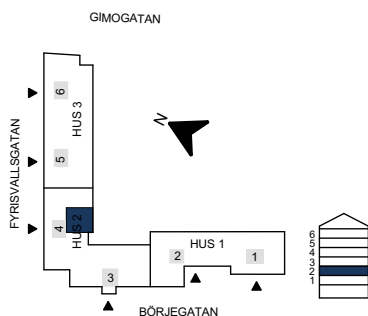 GIMOGATAN
FYRISVALLSGATAN
6
HUS 3
5
4
HUS 2
3
N
HUS 1
2
1
BÖRJEGATAN
6
5
4
3
2
1